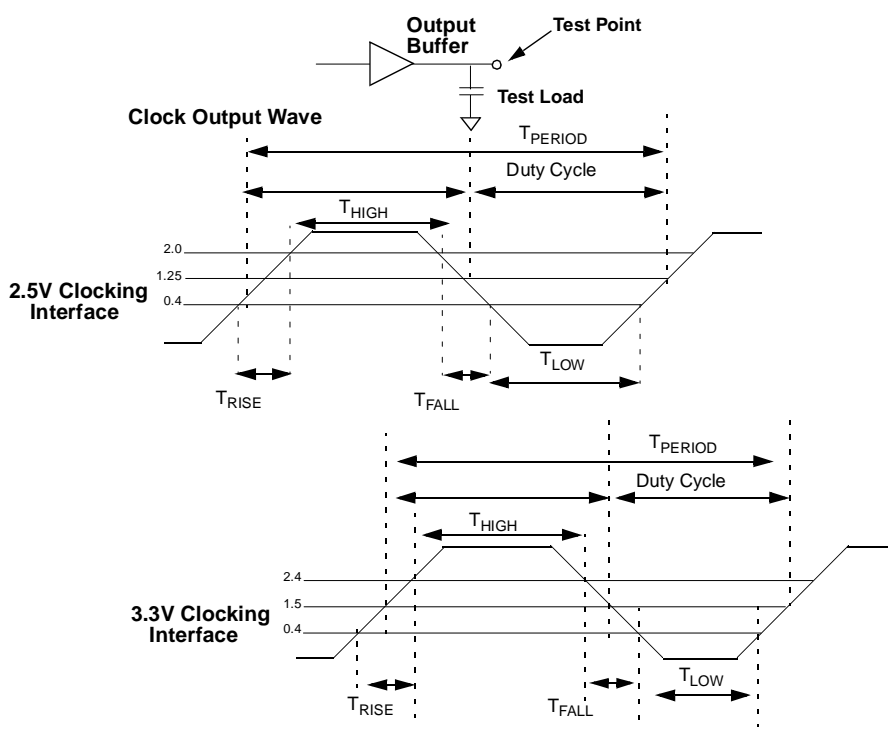 Output
Buffer
Test Point
Test Load
Clock Output Wave
TPERIOD
Duty Cycle
THIGH
2.0
1.25
0.4
2.5V Clocking
Interface
TLOW
TRISE
TFALL
TPERIOD
Duty Cycle
THIGH
2.4
1.5
0.4
3.3V Clocking
Interface
TLOW
TRISE
TFALL